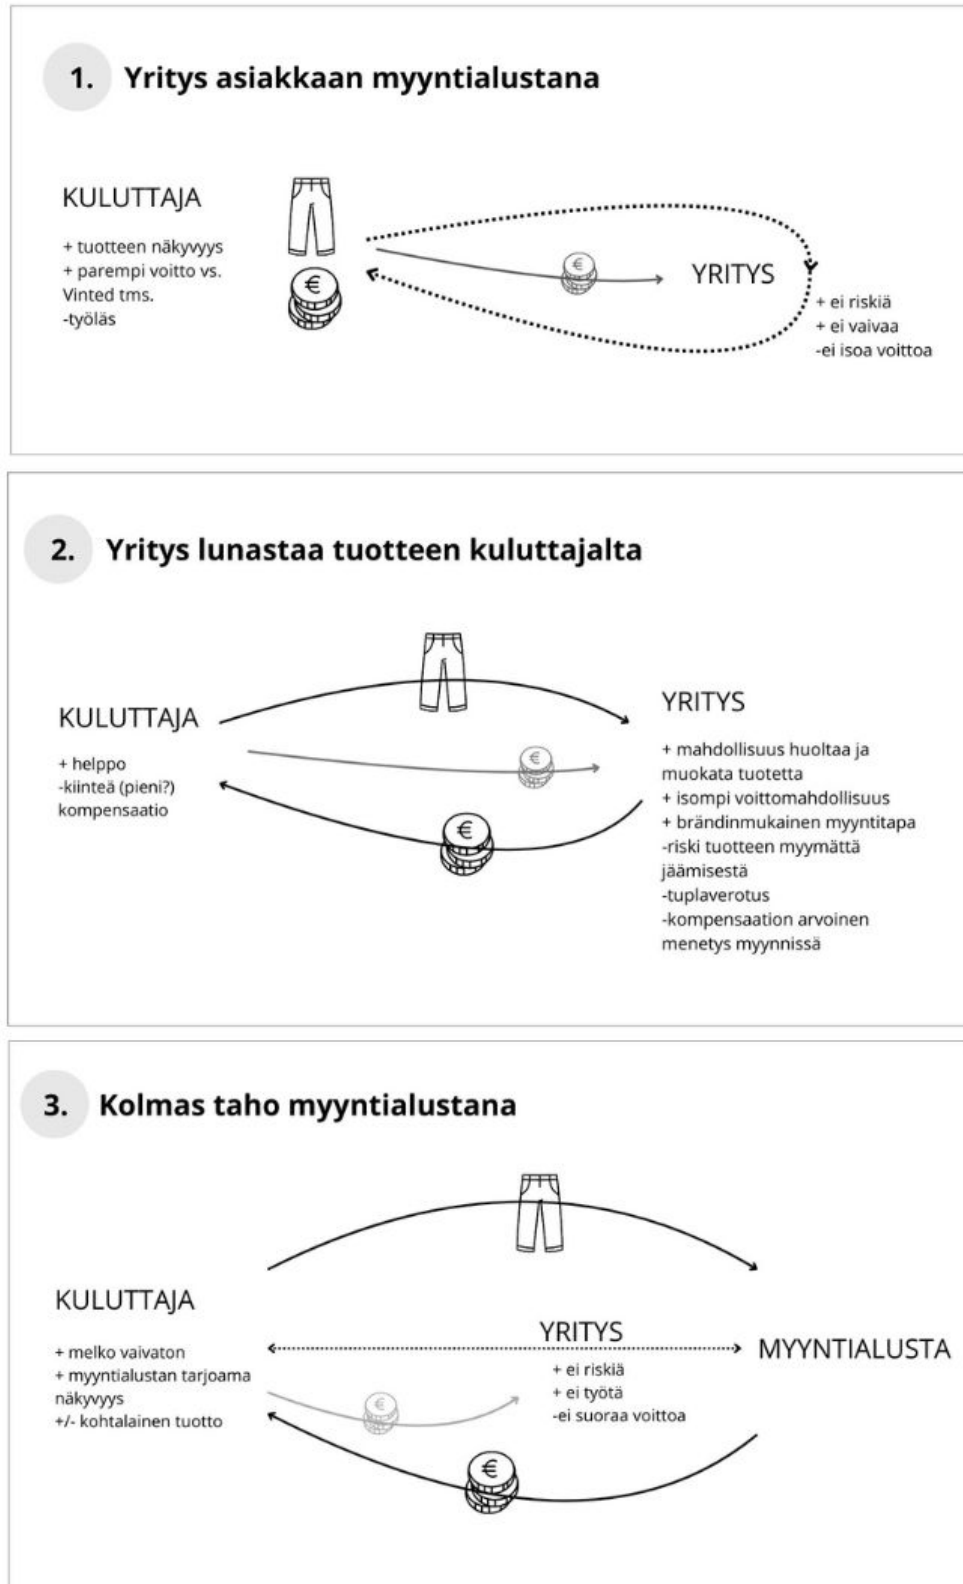 1. Yritys asiakkaan myyntialustana
KULUTTAJA
+ tuotteen näkyvyys
+ parempi voitto vs.
Vinted tms.
-työläs
€
€
YRITYS
+ ei riskiä
+ ei vaivaa
-ei isoa voittoa
2. Yritys lunastaa tuotteen kuluttajalta
KULUTTAJA
+ helppo
-kiinteä (pieni?)
kompensaatio
€
€
YRITYS
+ mahdollisuus huoltaa ja
muokata tuotetta
+ isompi voittomahdollisuus
+ brändinmukainen myyntitapa
-riski tuotteen myymättä
jäämisestä
-tuplaverotus
-kompensaation arvoinen
menetys myynnissä
3. Kolmas taho myyntialustana
KULUTTAJA
+ melko vaivaton
+ myyntialustan tarjoama
näkyvyys
+/- kohtalainen tuotto
€
€
YRITYS
+ ei riskiä
+ ei työtä
-ei suoraa voittoa
MYYNTIALUSTA